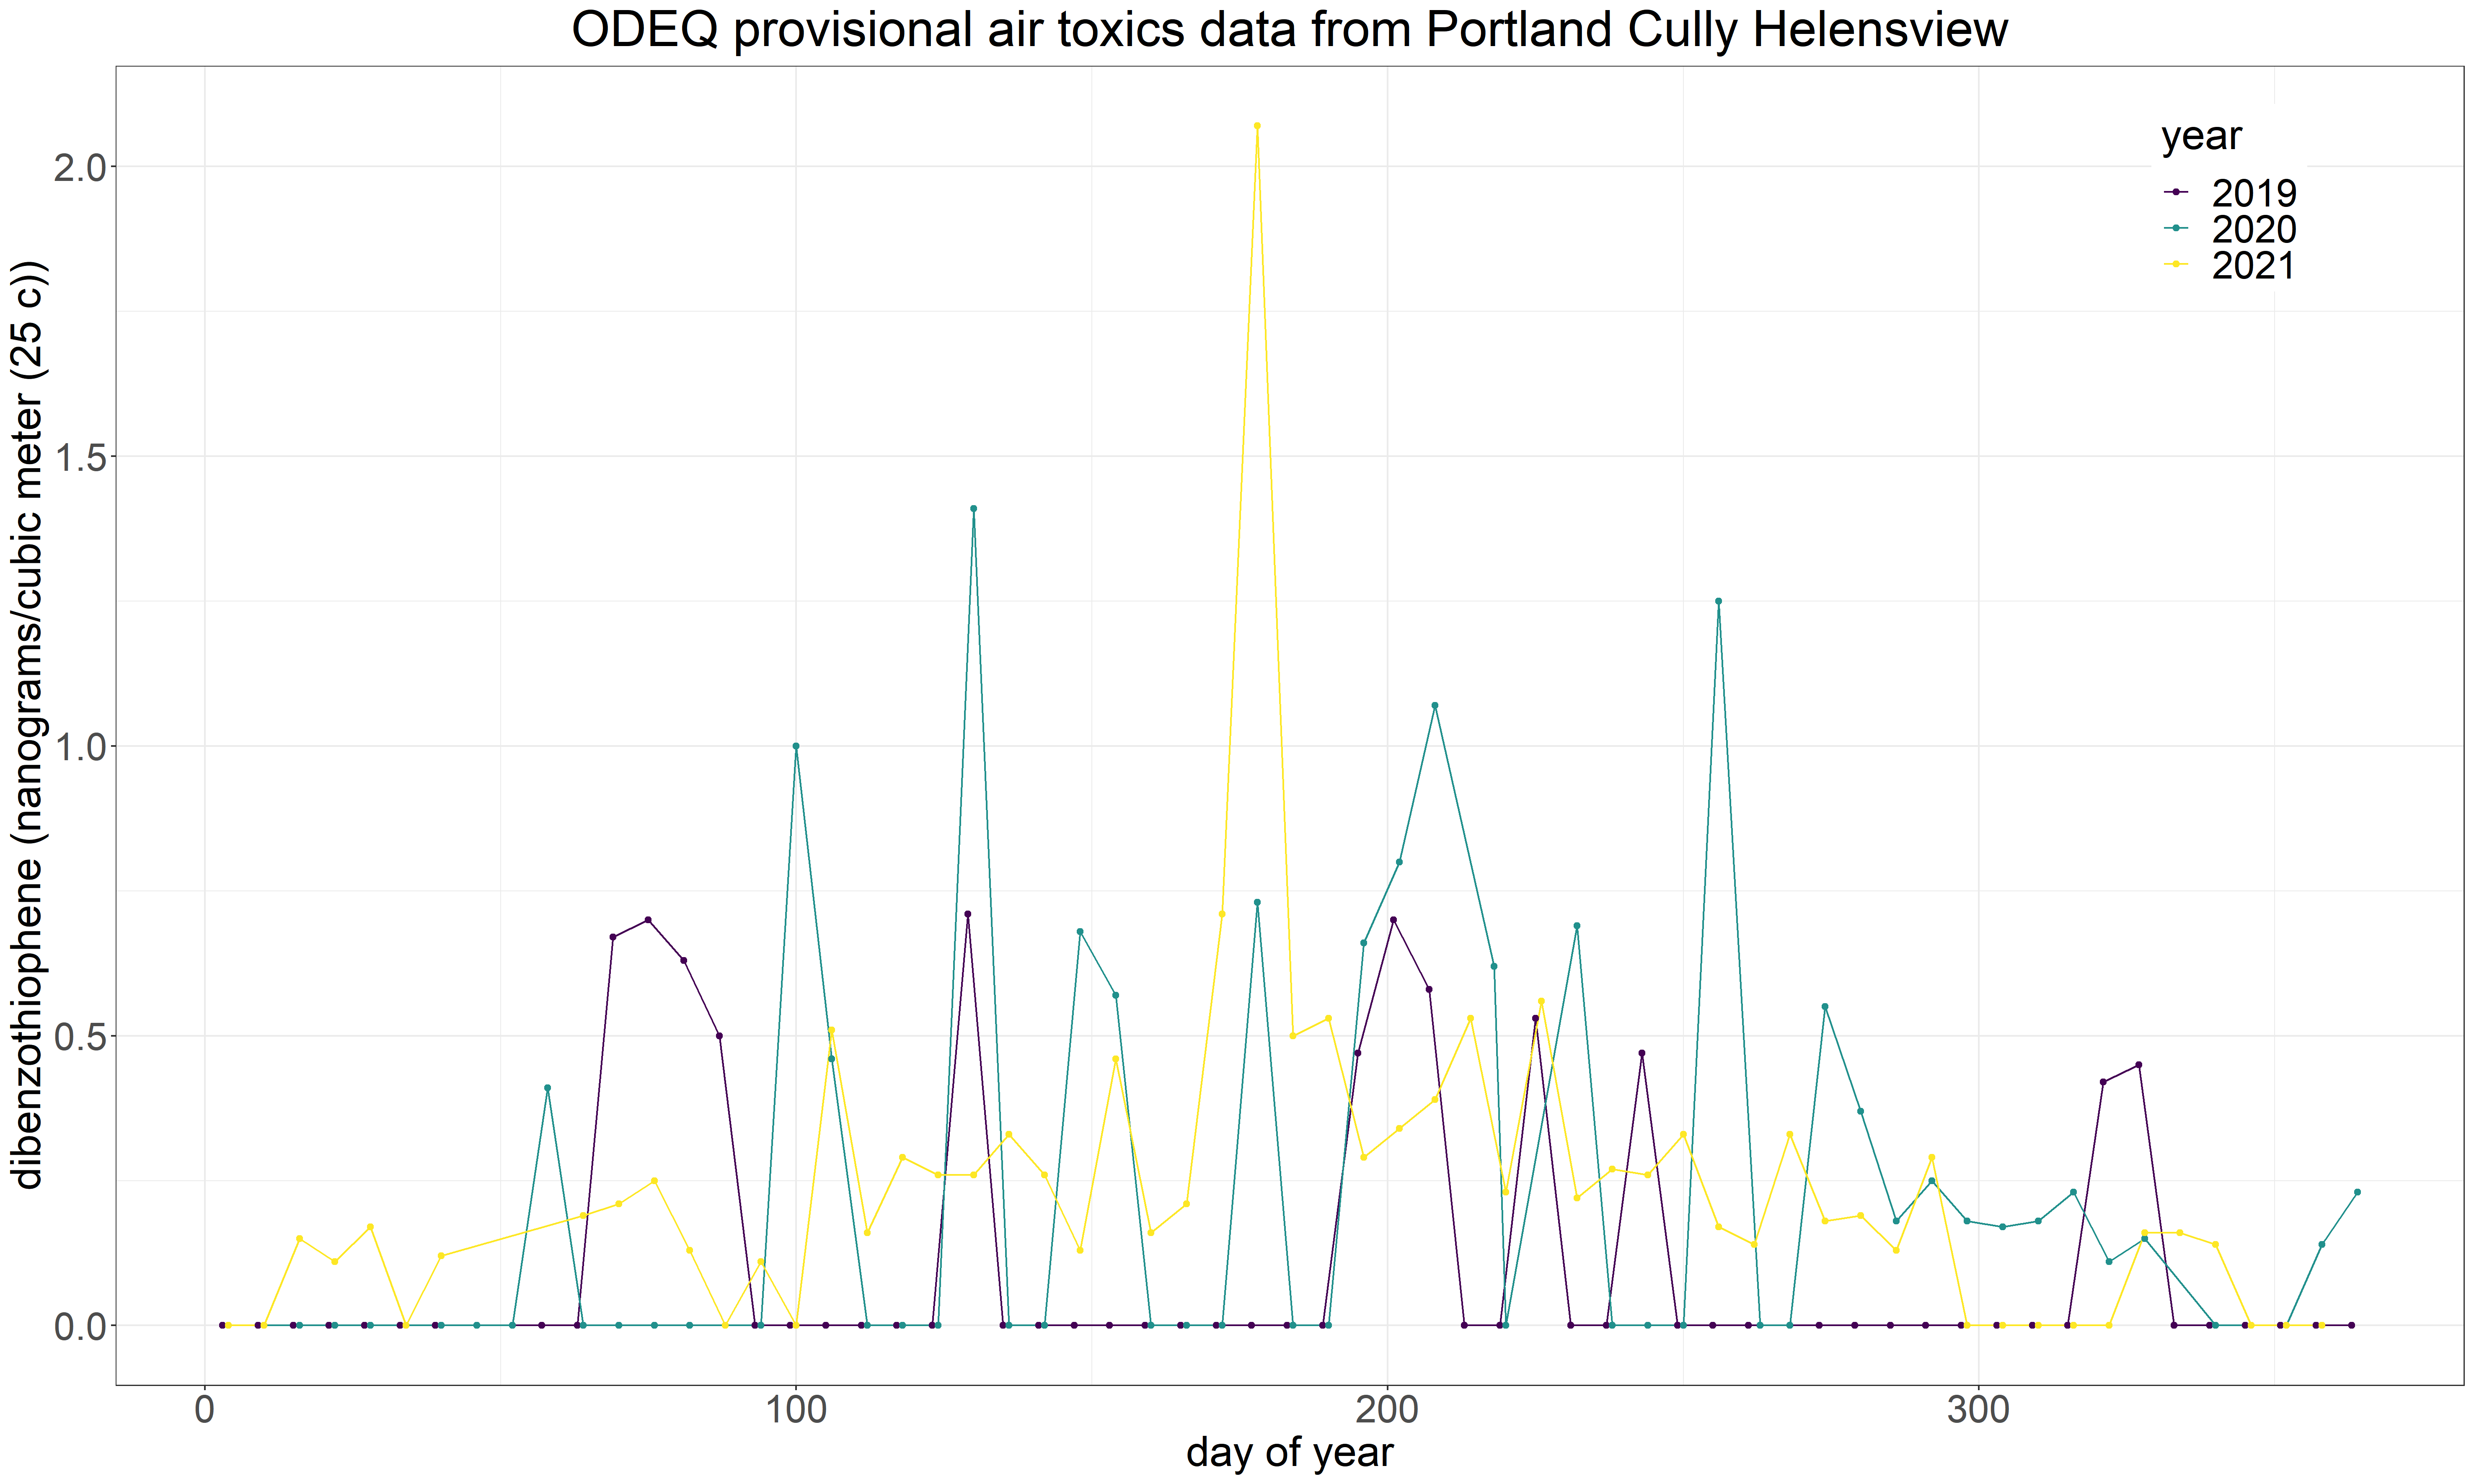 ODEQ provisional air toxics data from Portland Cully Helensview
dibenzothiophene (nanograms/cubic meter (25 c))
2.0
1.5
1.0
0.5
0.0
year
2019
2020
2021
0 100 200 300
day of year